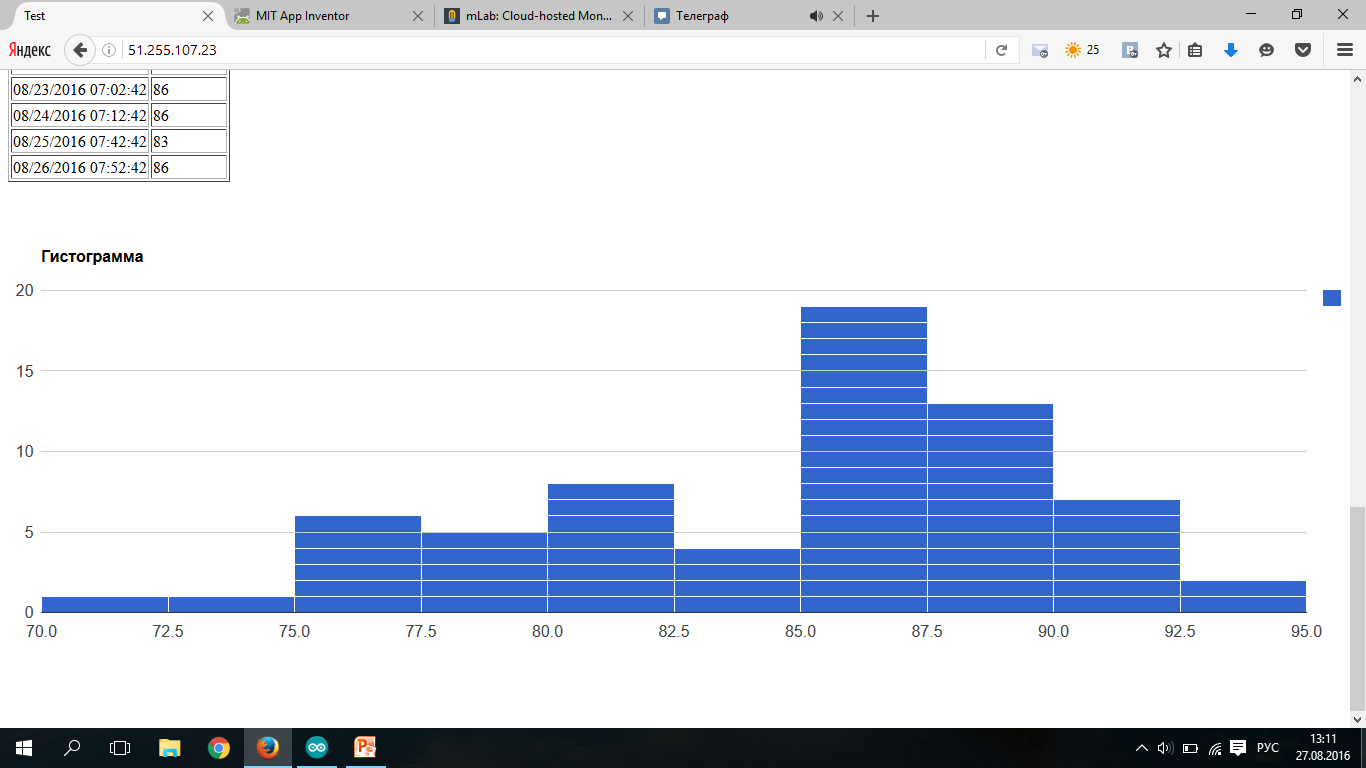 Test
MIT App Inventor
mLab: Cloud-hosted Mon...
Телеграф
Яндекс
51.255.107.23
25
08/23/2016 07:02:42 86
08/24/2016 07:12:42 86
08/25/2016 07:42:42 83
08/26/2016 07:52:42 86
Гистограмма
20
15
10
5
0
70.0 72.5 75.0 77.5 80.0 82.5 85.0 87.5 90.0 92.5 95.0
РУС
13:11
27.08.2016